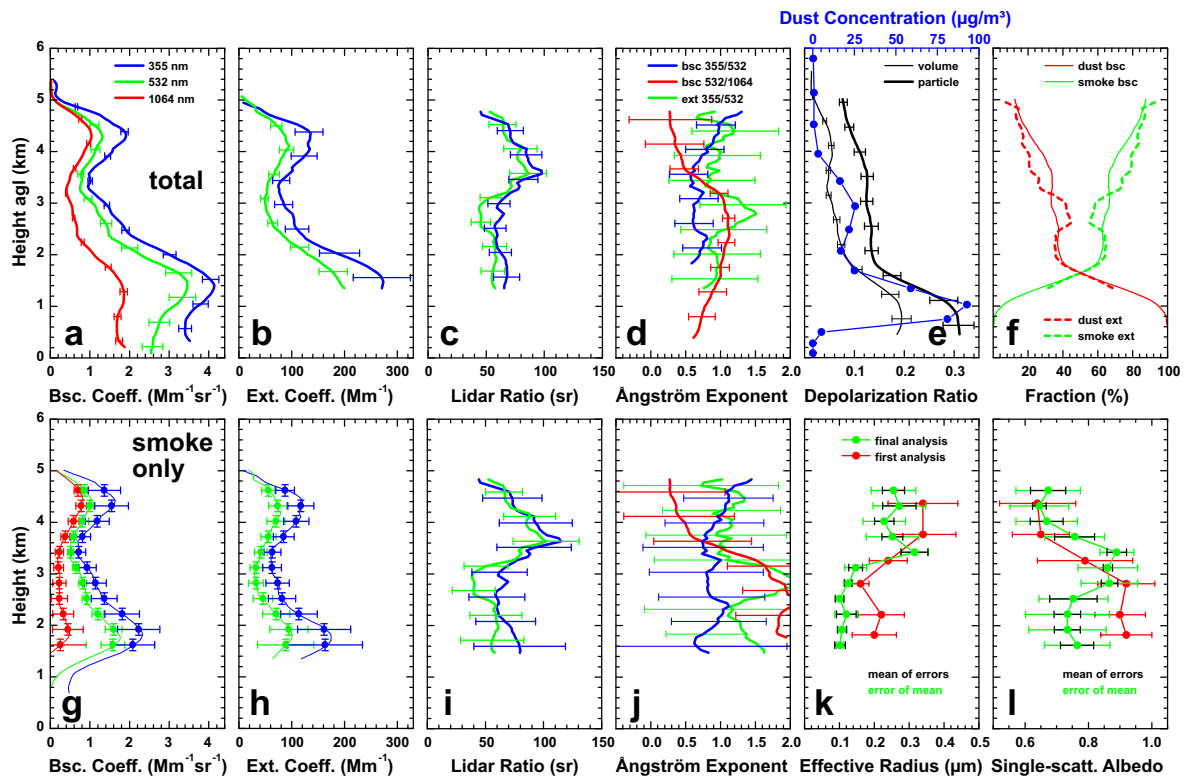 Dust Concentration (µg/m³)
0 25 50 75 100
6
5
4
3
2
1
0
Height agl (km)
355 nm
532 nm
1064 nm
total
a
b
c
bsc 355/532
bsc 532/1064
ext 355/532
d
volume
particle
e
dust bsc
smoke bsc
dust ext
smoke ext
f
0 1 2 3 4
0 100 200 300
50 100 150
0.0 0.5 1.0 1.5 2.0
0.0 0.1 0.2 0.3
0 20 40 60 80 100
Bsc. Coeff. (Mm⁻¹sr⁻¹)
Ext. Coeff. (Mm⁻¹)
Lidar Ratio (sr)
Ångström Exponent
Depolarization Ratio
Fraction (%)
6
5
4
3
2
1
0
Height (km)
smoke
only
g
h
i
j
final analysis
first analysis
mean of errors
error of mean
k
mean of errors
error of mean
l
0 1 2 3 4
0 100 200 300
0 50 100 150
0.0 0.5 1.0 1.5 2.0
0.1 0.2 0.3 0.4 0.5
0.6 0.8 1.0
Bsc. Coeff. (Mm⁻¹sr⁻¹)
Ext. Coeff. (Mm⁻¹)
Lidar Ratio (sr)
Ångström Exponent
Effective Radius (µm)
Single-scatt. Albedo